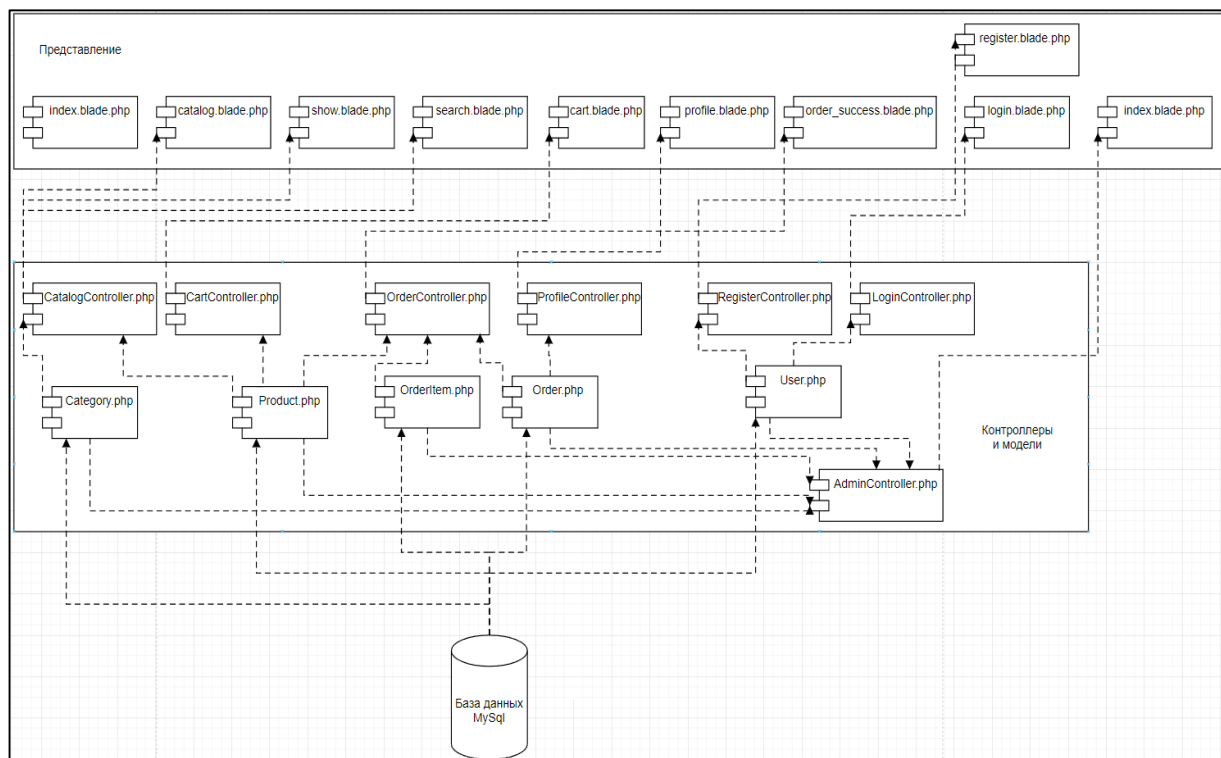 Представление
register.blade.php
index.blade.php
catalog.blade.php
show.blade.php
search.blade.php
cart.blade.php
profile.blade.php
order_success.blade.php
login.blade.php
index.blade.php
CatalogController.php
CartController.php
OrderController.php
ProfileController.php
RegisterController.php
LoginController.php
Category.php
Product.php
OrderItem.php
Order.php
User.php
Контроллеры
и модели
AdminController.php
База данных
MySql